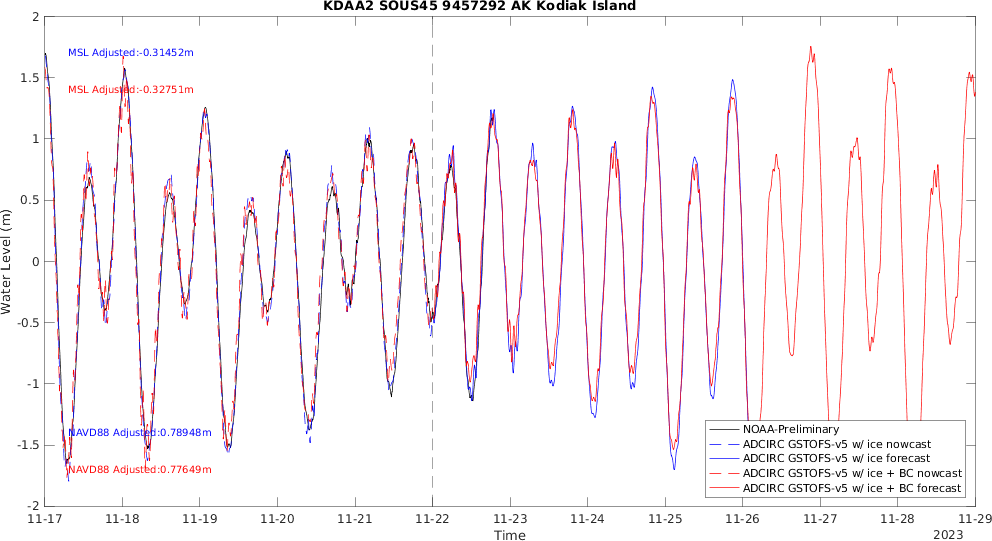 KDAA2 SOUS45 9457292 AK Kodiak Island
2
1.5
1
0.5
0
-0.5
-1
-1.5
-2
Water Level (m)
MSL Adjusted:-0.31452m
MSL Adjusted:-0.32751m
NAVD88 Adjusted:0.78948m
NAVD88 Adjusted:0.77649m
NOAA-Preliminary
ADCIRC GSTOFS-v5 w/ ice nowcast
ADCIRC GSTOFS-v5 w/ ice forecast
ADCIRC GSTOFS-v5 w/ ice + BC nowcast
ADCIRC GSTOFS-v5 w/ ice + BC forecast
11-17 11-18 11-19 11-20 11-21 11-22 11-23 11-24 11-25 11-26 11-27 11-28 11-29
Time
2023